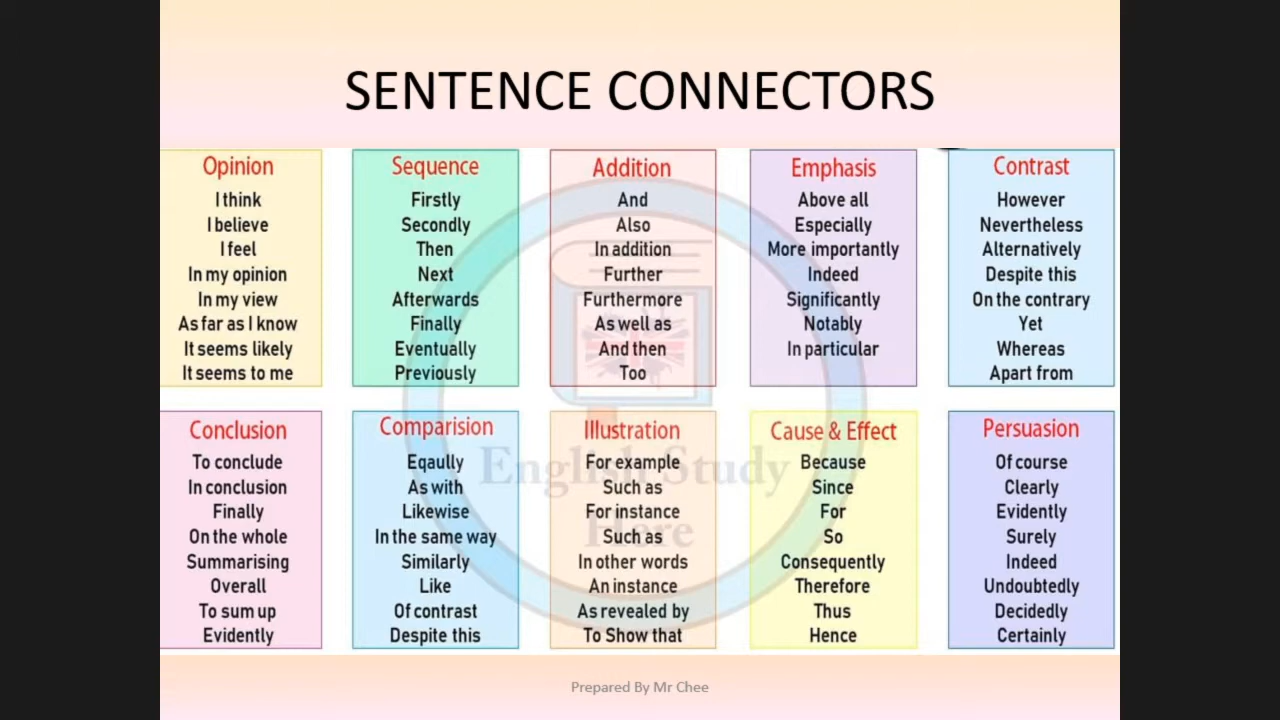 SENTENCE CONNECTORS
Opinion
I think
I believe
I feel
In my opinion
In my view
As far as I know
It seems likely
It seems to me
Sequence
Firstly
Secondly
Then
Next
Afterwards
Finally
Eventually
Previously
Addition
And
Also
In addition
Further
Furthermore
As well as
And then
Too
Emphasis
Above all
Especially
More importantly
Indeed
Significantly
Notably
In particular
Contrast
However
Nevertheless
Alternatively
Despite this
On the contrary
Yet
Whereas
Apart from
Conclusion
To conclude
In conclusion
Finally
On the whole
Summarising
Overall
To sum up
Evidently
Comparision
Eqaully
As with
Likewise
In the same way
Similarly
Like
Of contrast
Despite this
Illustration
For example
Such as
For instance
Such as
In other words
An instance
As revealed by
To Show that
Cause & Effect
Because
Since
For
So
Consequently
Therefore
Thus
Hence
Persuasion
Of course
Clearly
Evidently
Surely
Indeed
Undoubtedly
Decidedly
Certainly
English Study
Here
Prepared By Mr Chee